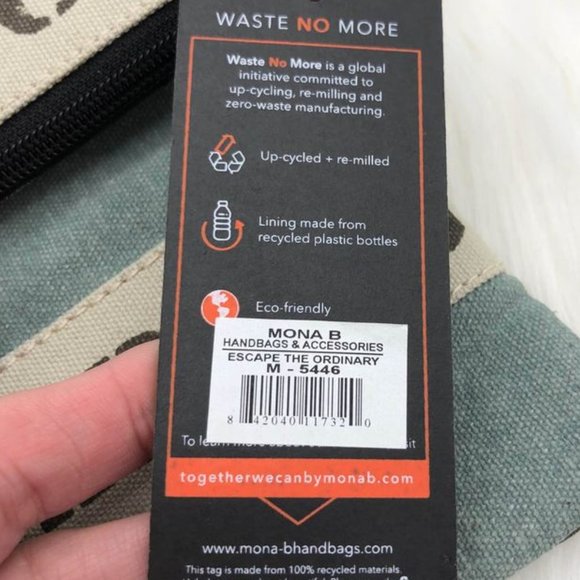 WASTE NO MORE
Waste No More is a global
initiative committed to
up-cycling, re-milling and
zero-waste manufacturing.
Up-cycled + re-milled
Lining made from
recycled plastic bottles
Eco-friendly
MONA B
HANDBAGS & ACCESSORIES
ESCAPE THE ORDINARY
M - 5446
8 42040 11732 0
To learn more
togetherwecanbymonab.com
www.mona-bhandbags.com
This tag is made from 100% recycled materials.